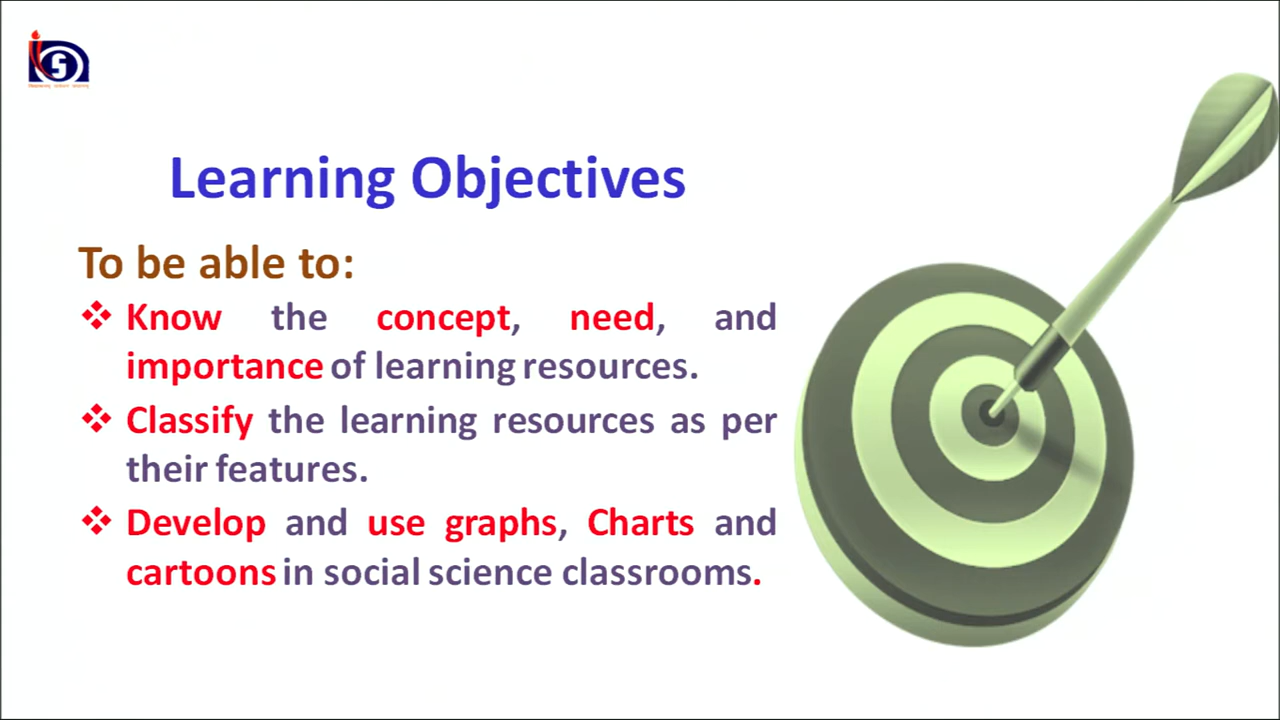 Learning Objectives
To be able to:
❖ Know the concept, need, and
importance of learning resources.
❖ Classify the learning resources as per
their features.
❖ Develop and use graphs, Charts and
cartoons in social science classrooms.